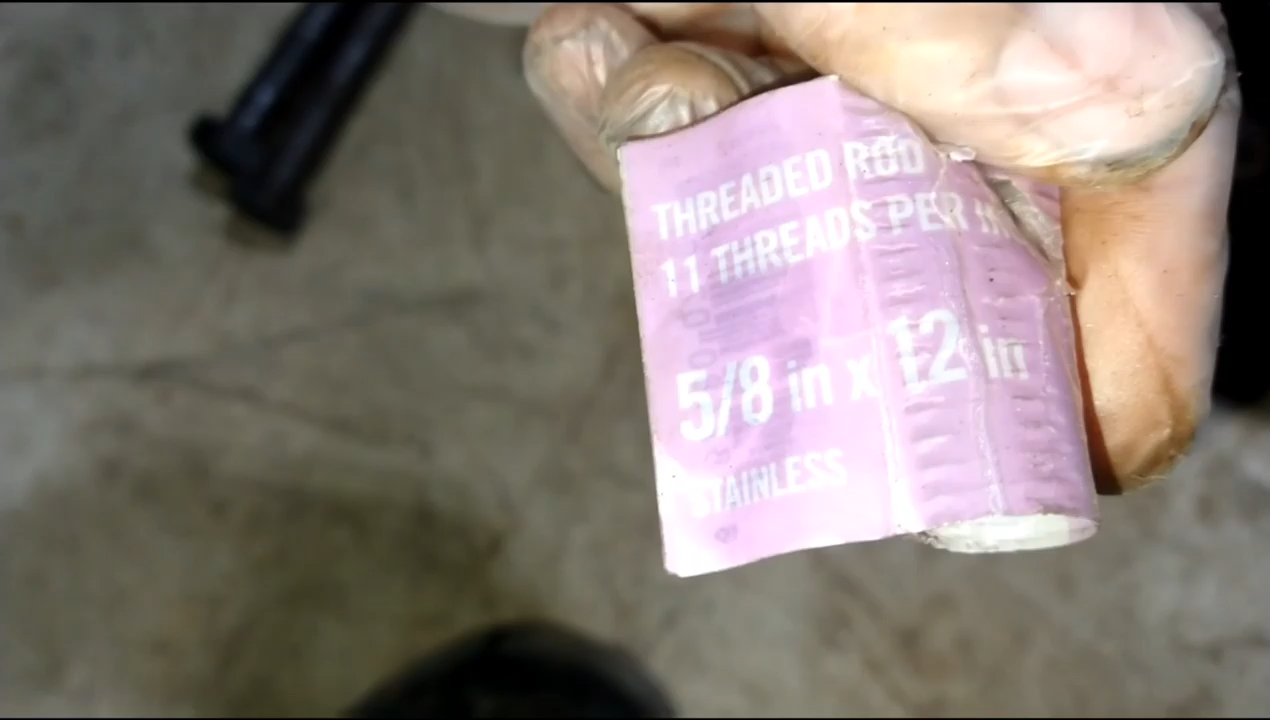 THREADED ROD
11 THREADS PER
5/8 in x 12 in
STAINLESS